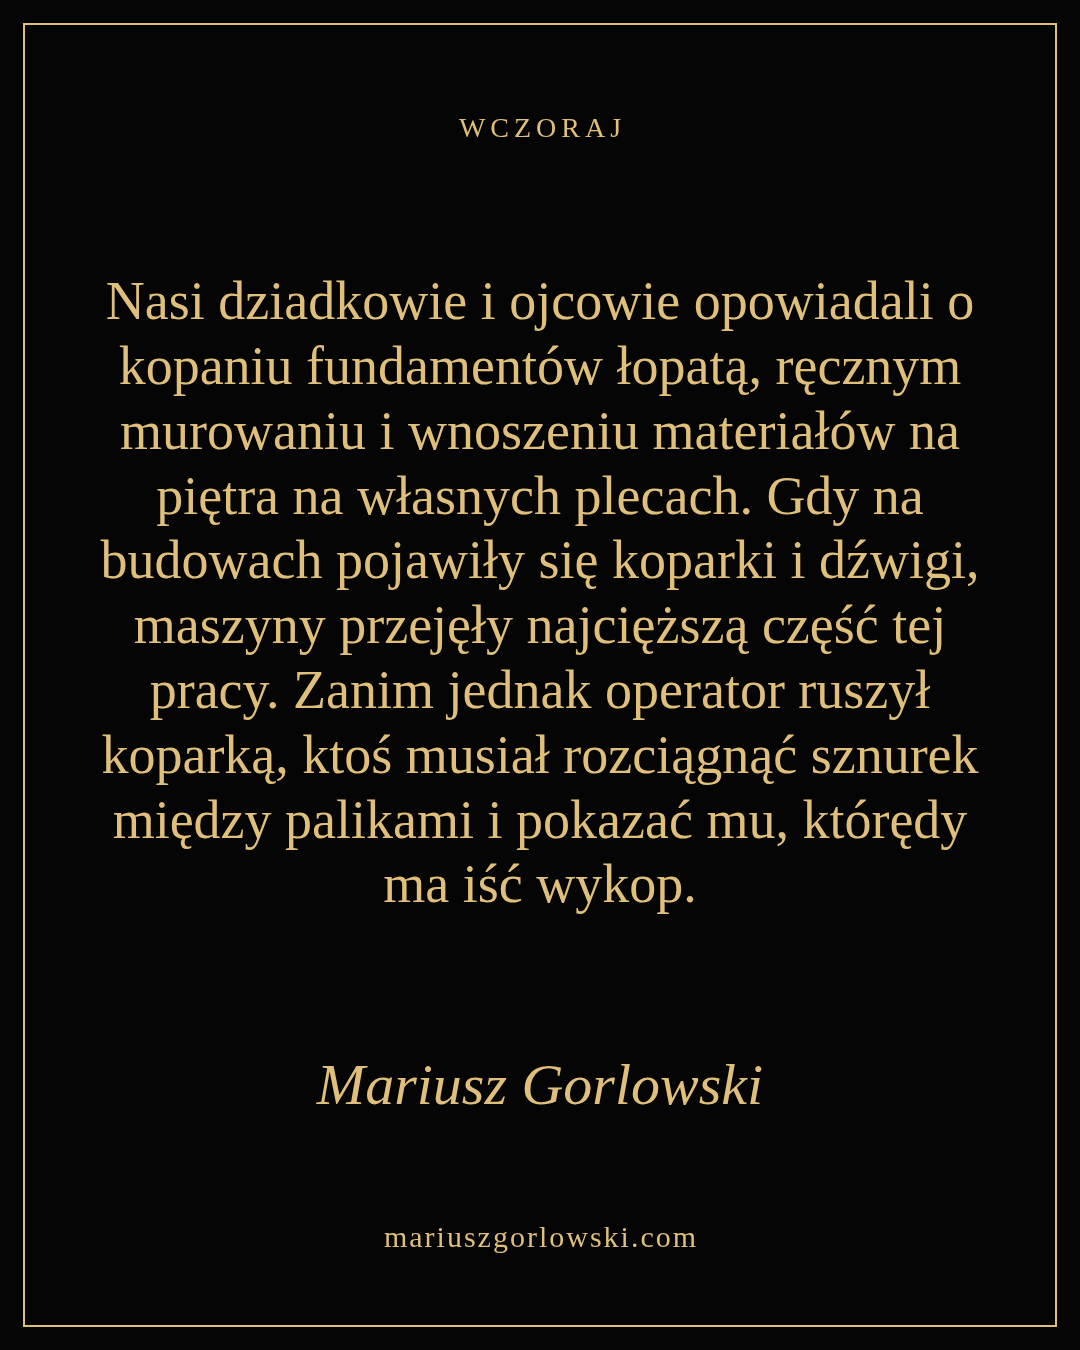 WCZORAJ
Nasi dziadkowie i ojcowie opowiadali o
kopaniu fundamentów łopatą, ręcznym
murowaniu i wnoszeniu materiałów na
piętra na własnych plecach. Gdy na
budowach pojawiły się koparki i dźwigi,
maszyny przejęły najcięższą część tej
pracy. Zanim jednak operator ruszył
koparką, ktoś musiał rozciągnąć sznurek
między palikami i pokazać mu, którędy
ma iść wykop.
Mariusz Gorlowski
mariuszgorlowski.com